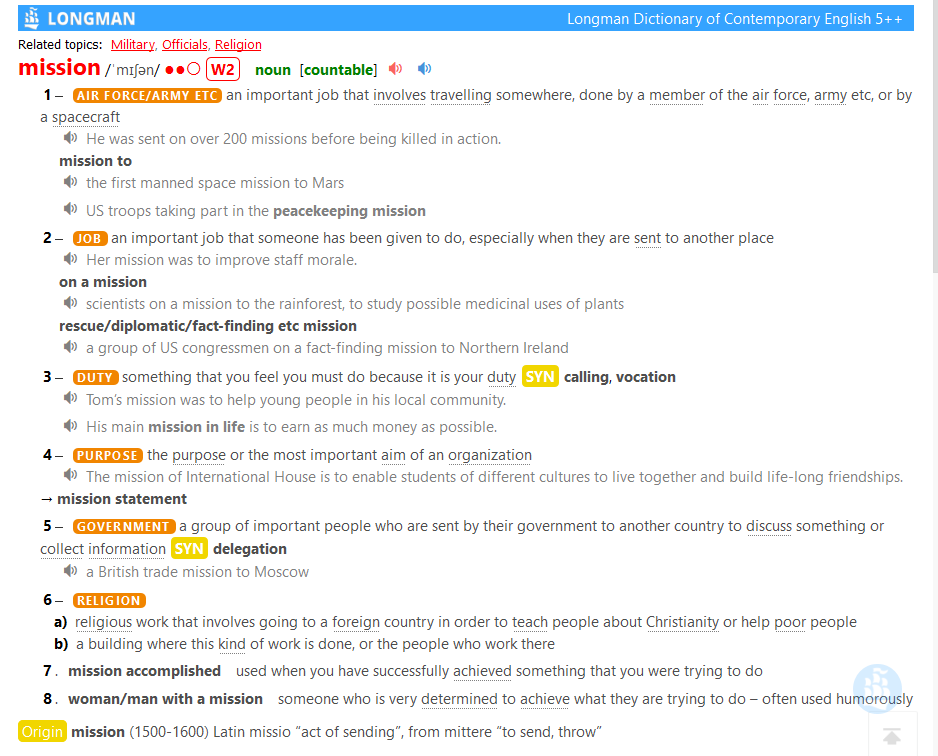 LONGMAN
Longman Dictionary of Contemporary English 5++
Related topics: Military, Officials, Religion
mission /ˈmɪʃən/ ●●○ W2 noun [countable]
1 – AIR FORCE/ARMY ETC an important job that involves travelling somewhere, done by a member of the air force, army etc, or by
a spacecraft
He was sent on over 200 missions before being killed in action.
mission to
the first manned space mission to Mars
US troops taking part in the peacekeeping mission
2 – JOB an important job that someone has been given to do, especially when they are sent to another place
Her mission was to improve staff morale.
on a mission
scientists on a mission to the rainforest, to study possible medicinal uses of plants
rescue/diplomatic/fact-finding etc mission
a group of US congressmen on a fact-finding mission to Northern Ireland
3 – DUTY something that you feel you must do because it is your duty SYN calling, vocation
Tom’s mission was to help young people in his local community.
His main mission in life is to earn as much money as possible.
4 – PURPOSE the purpose or the most important aim of an organization
The mission of International House is to enable students of different cultures to live together and build life-long friendships.
→ mission statement
5 – GOVERNMENT a group of important people who are sent by their government to another country to discuss something or
collect information SYN delegation
a British trade mission to Moscow
6 – RELIGION
a) religious work that involves going to a foreign country in order to teach people about Christianity or help poor people
b) a building where this kind of work is done, or the people who work there
7 . mission accomplished used when you have successfully achieved something that you were trying to do
8 . woman/man with a mission someone who is very determined to achieve what they are trying to do – often used humorously
Origin mission (1500-1600) Latin missio “act of sending”, from mittere “to send, throw”